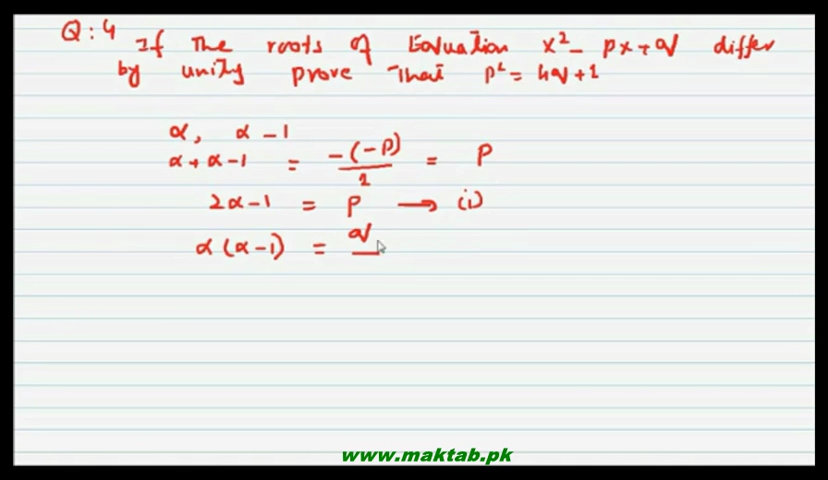 Q:4 If The roots of Equation x² - px + q differ
by unity prove That p² = 4q + 1
α, α - 1
α + α - 1 = -(-p)/1 = p
2α - 1 = p → (i)
α(α - 1) = q/
www.maktab.pk